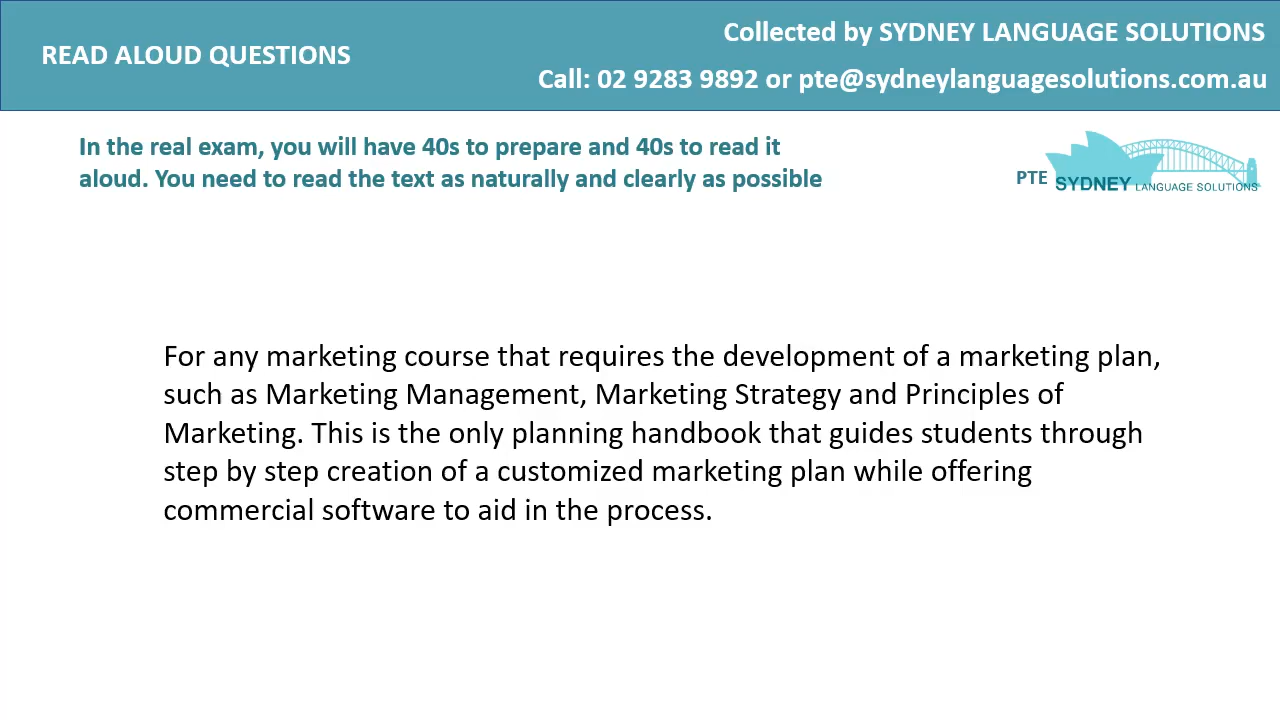 READ ALOUD QUESTIONS
Collected by SYDNEY LANGUAGE SOLUTIONS
Call: 02 9283 9892 or pte@sydneylanguagesolutions.com.au
In the real exam, you will have 40s to prepare and 40s to read it
aloud. You need to read the text as naturally and clearly as possible
PTE SYDNEY LANGUAGE SOLUTIONS
For any marketing course that requires the development of a marketing plan,
such as Marketing Management, Marketing Strategy and Principles of
Marketing. This is the only planning handbook that guides students through
step by step creation of a customized marketing plan while offering
commercial software to aid in the process.